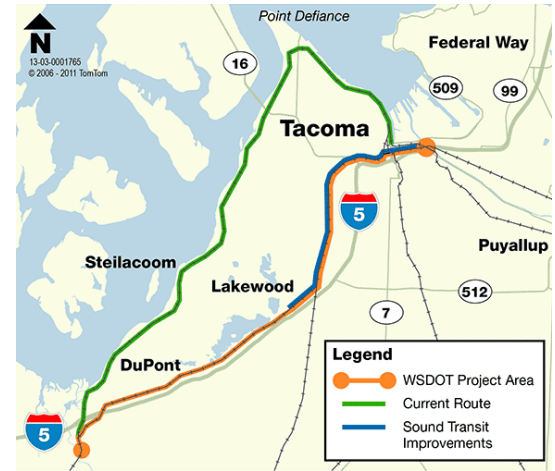 Point Defiance
N
13-03-0001765
© 2006 - 2011 TomTom
16
Federal Way
509
99
Tacoma
5
Puyallup
Steilacoom
Lakewood
512
7
DuPont
5
Legend
WSDOT Project Area
Current Route
Sound Transit
Improvements